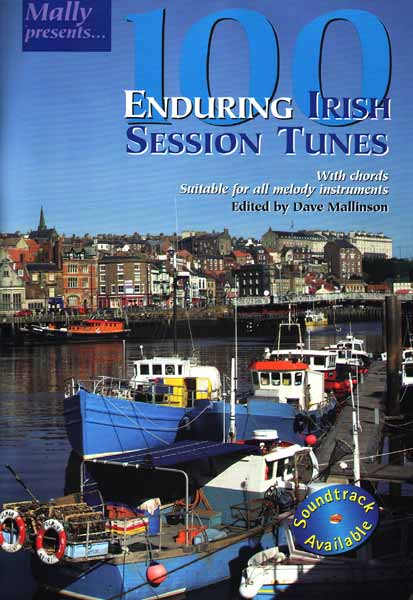 Mally
presents...
100
ENDURING IRISH
SESSION TUNES
With chords
Suitable for all melody instruments
Edited by Dave Mallinson
Soundtrack
Available